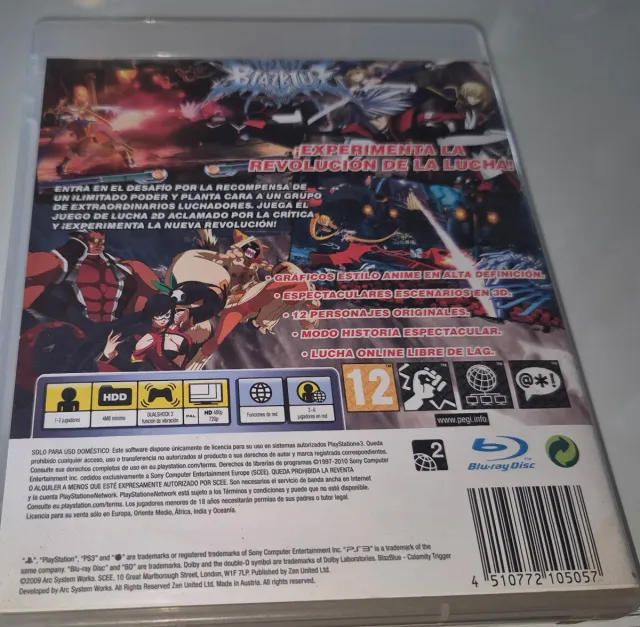 BLAZBLUE
¡EXPERIMENTA LA
REVOLUCIÓN DE LA LUCHA!
ENTRA EN EL DESAFÍO POR LA RECOMPENSA DE
UN ILIMITADO PODER Y PLANTA CARA A UN GRUPO
DE EXTRAORDINARIOS LUCHADORES. JUEGA EL
JUEGO DE LUCHA 2D ACLAMADO POR LA CRÍTICA
Y ¡EXPERIMENTA LA NUEVA REVOLUCIÓN!
• GRÁFICOS ESTILO ANIME EN ALTA DEFINICIÓN.
• ESPECTACULARES ESCENARIOS EN 3D.
• 12 PERSONAJES ORIGINALES.
• MODO HISTORIA ESPECTACULAR.
• LUCHA ONLINE LIBRE DE LAG.
1-2 jugadores
HDD
4MB mínimo
DUALSHOCK 3
función de vibración
PAL
HD 480p
720p
Funciones de red
2-6
jugadores en red
12
@*!
www.pegi.info
SOLO PARA USO DOMÉSTICO: Este software dispone únicamente de licencia para su uso en sistemas autorizados PlayStation®3. Queda
prohibido cualquier acceso, uso o transferencia no autorizados al producto o sus derechos de autor y marca registrada correspondientes.
Consulte sus derechos completos de uso en eu.playstation.com/terms. Derechos de librerías de programas ©1997-2010 Sony Computer
Entertainment Inc. cedidos exclusivamente a Sony Computer Entertainment Europe (SCEE). QUEDA PROHIBIDO LA REVENTA
O ALQUILER A MENOS QUE ESTÉ EXPRESAMENTE AUTORIZADO POR SCEE. Son necesarios el servicio de banda ancha en Internet
y la cuenta PlayStation®Network. PlayStation®Network está sujeto a los Términos y condiciones y puede que no esté disponible.
Consulte eu.playstation.com/terms. Los jugadores menores de 18 años necesitarán permiso de sus padres o tutor legal.
Licencia para su venta sólo en Europa, Oriente Medio, África, India y Oceanía.
2
Blu-ray Disc
", "PlayStation", "PS3" and " " are trademarks or registered trademarks of Sony Computer Entertainment Inc. "PS3" is a trademark of the
same company. "Blu-ray Disc" and "BD" are trademarks. Dolby and the double-D symbol are trademarks of Dolby Laboratories. BlazBlue - Calamity Trigger
©2009 Arc System Works. SCEE, 10 Great Marlborough Street, London, W1F 7LP. Published by Zen United Ltd.
Developed by Arc System Works. All Rights Reserved Zen United Ltd. Made in Austria. All rights reserved.
4 510772 105057